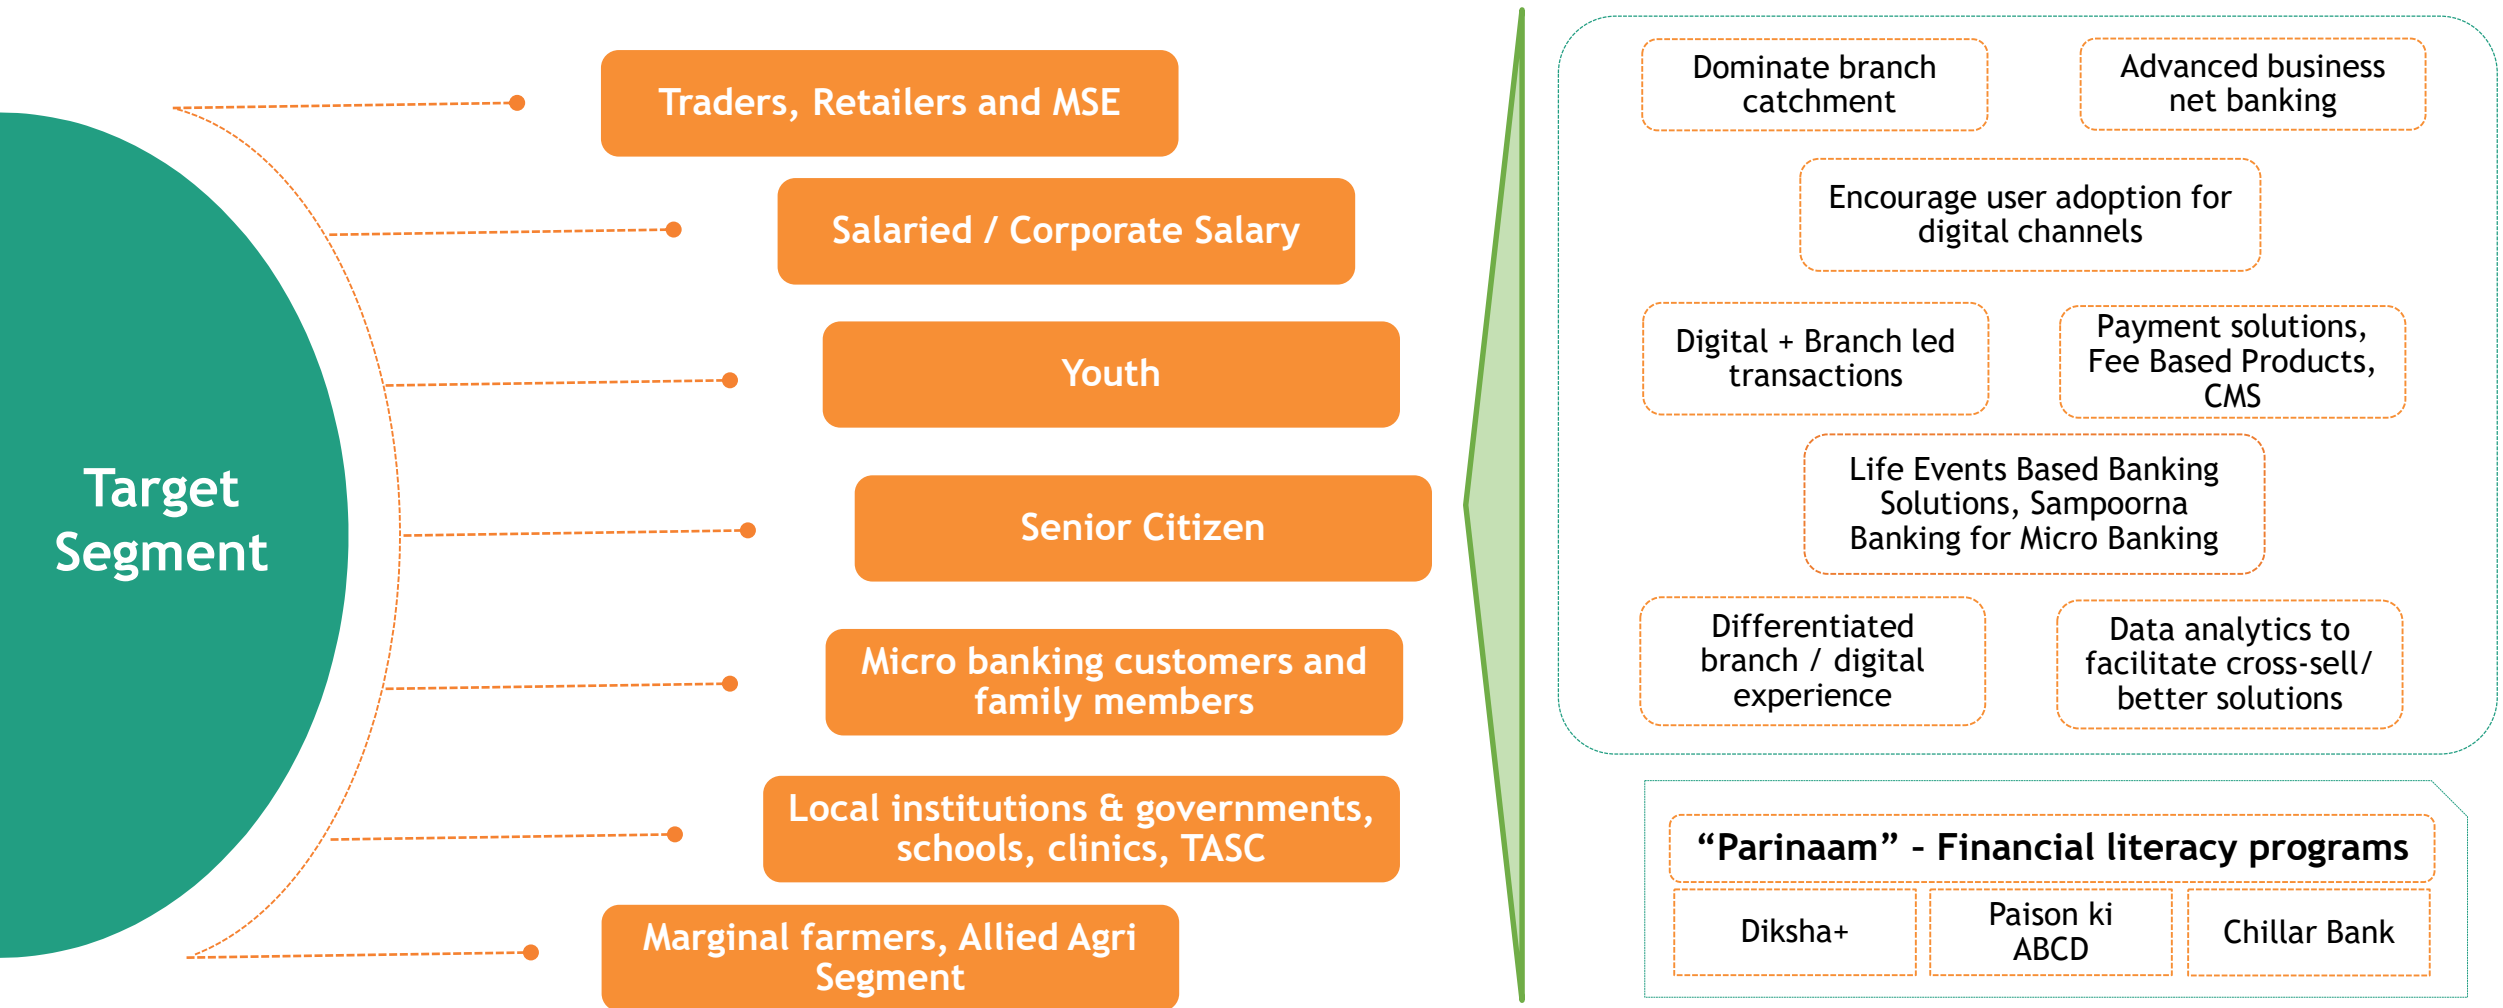 Target
Segment
Traders, Retailers and MSE
Salaried / Corporate Salary
Youth
Senior Citizen
Micro banking customers and
family members
Local institutions & governments,
schools, clinics, TASC
Marginal farmers, Allied Agri
Segment
Dominate branch
catchment
Advanced business
net banking
Encourage user adoption for
digital channels
Digital + Branch led
transactions
Payment solutions,
Fee Based Products,
CMS
Life Events Based Banking
Solutions, Sampoorna
Banking for Micro Banking
Differentiated
branch / digital
experience
Data analytics to
facilitate cross-sell/
better solutions
“Parinaam” – Financial literacy programs
Diksha+
Paison ki
ABCD
Chillar Bank